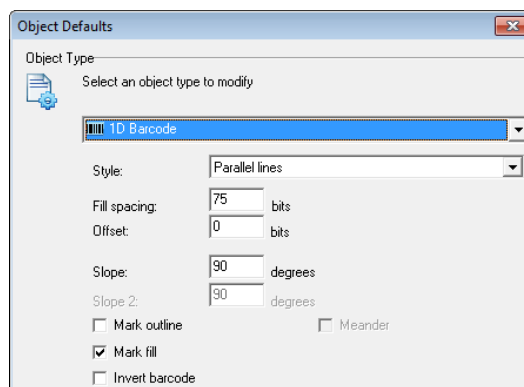 Object Defaults
Object Type
Select an object type to modify
1D Barcode
Style: Parallel lines
Fill spacing: 75 bits
Offset: 0 bits
Slope: 90 degrees
Slope 2: 90 degrees
Mark outline Meander
Mark fill
Invert barcode